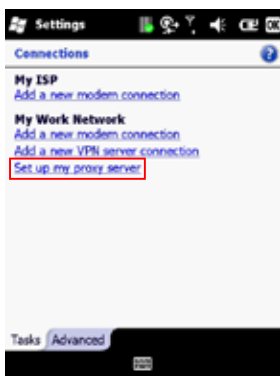 Settings
OK
Connections
?
My ISP
Add a new modem connection
My Work Network
Add a new modem connection
Add a new VPN server connection
Set up my proxy server
Tasks Advanced